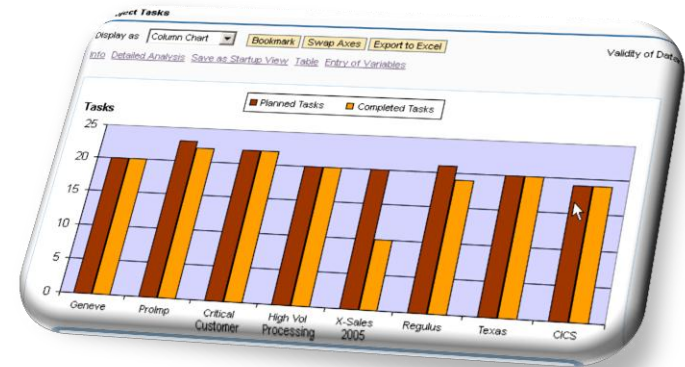 ject Tasks
Display as Column Chart Bookmark Swap Axes Export to Excel
Validity of Data
Info Detailed Analysis Save as Startup View Table Entry of Variables
Tasks
Planned Tasks Completed Tasks
25
20
15
10
5
0
Geneve ProImp Critical Customer High Vol Processing X-Sales 2005 Regulus Texas CICS